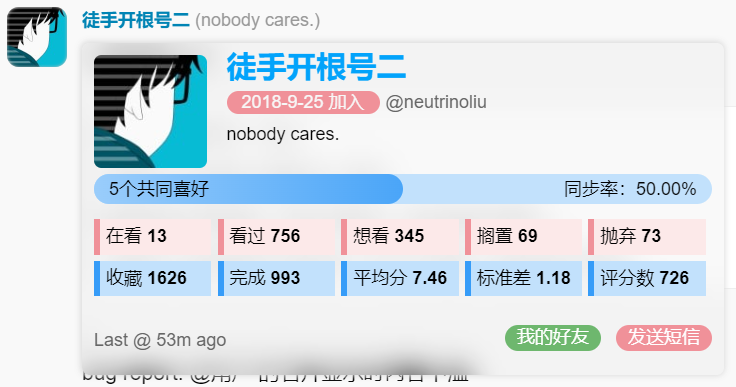 徒手开根号二 (nobody cares.)
徒手开根号二
2018-9-25 加入 @neutrinoliu
nobody cares.
5个共同喜好 同步率：50.00%
在看 13 看过 756 想看 345 搁置 69 抛弃 73
收藏 1626 完成 993 平均分 7.46 标准差 1.18 评分数 726
Last @ 53m ago 我的好友 发送短信
bug report: @用户